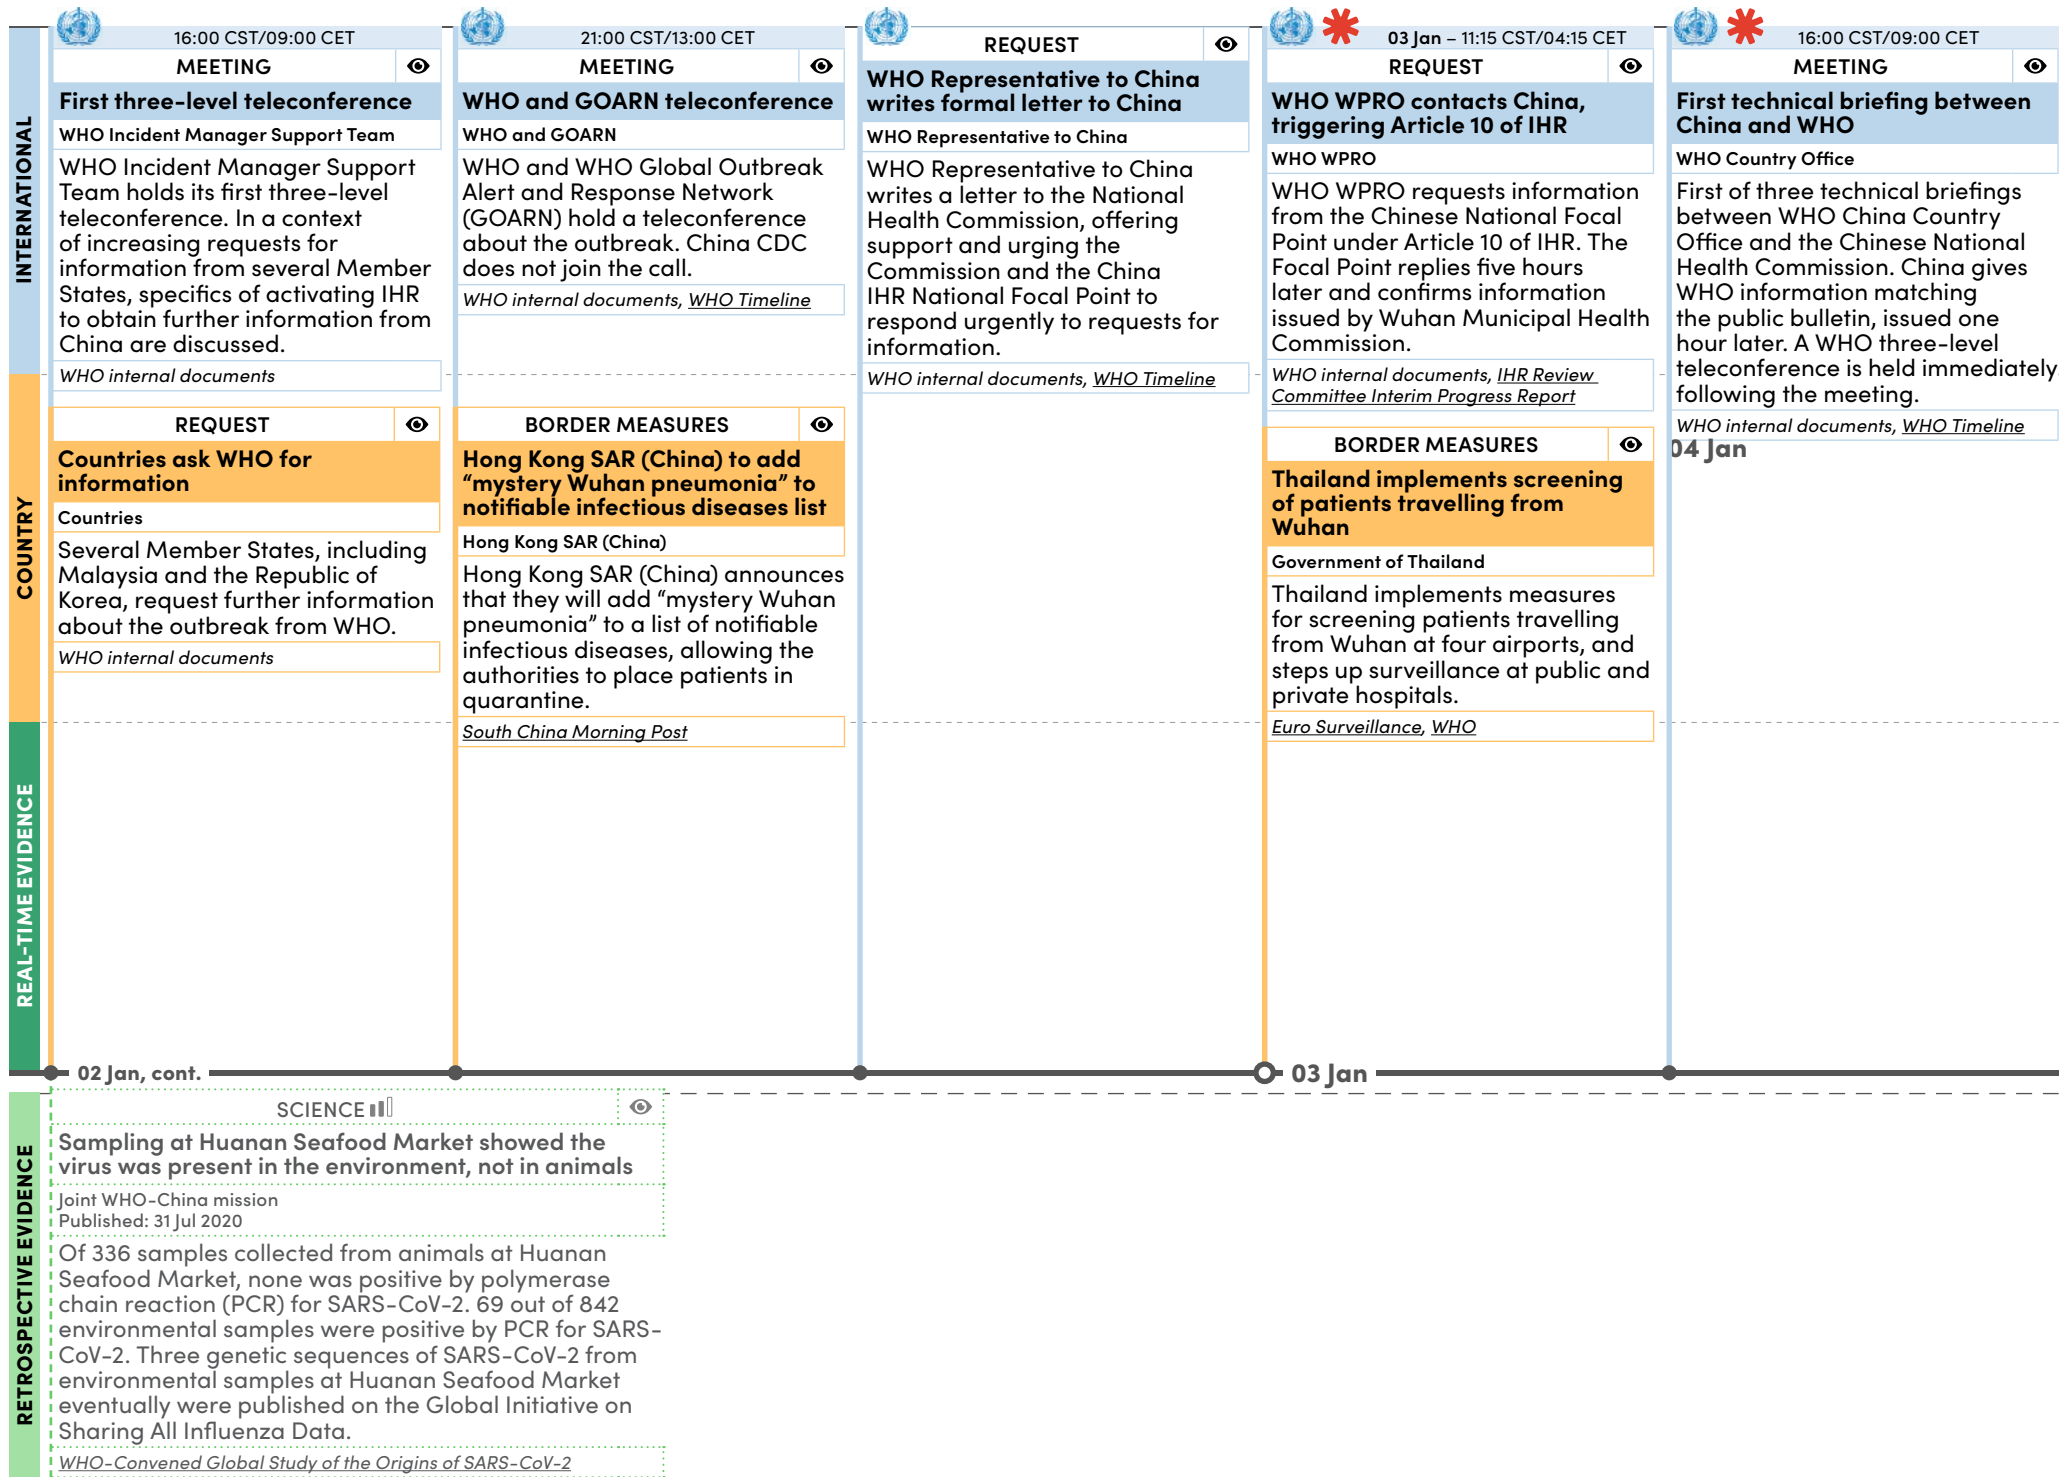 INTERNATIONAL
16:00 CST/09:00 CET
MEETING
First three-level teleconference
WHO Incident Manager Support Team
WHO Incident Manager Support
Team holds its first three-level
teleconference. In a context
of increasing requests for
information from several Member
States, specifics of activating IHR
to obtain further information from
China are discussed.
WHO internal documents
21:00 CST/13:00 CET
MEETING
WHO and GOARN teleconference
WHO and GOARN
WHO and WHO Global Outbreak
Alert and Response Network
(GOARN) hold a teleconference
about the outbreak. China CDC
does not join the call.
WHO internal documents, WHO Timeline
REQUEST
WHO Representative to China
writes formal letter to China
WHO Representative to China
WHO Representative to China
writes a letter to the National
Health Commission, offering
support and urging the
Commission and the China
IHR National Focal Point to
respond urgently to requests for
information.
WHO internal documents, WHO Timeline
03 Jan – 11:15 CST/04:15 CET
REQUEST
WHO WPRO contacts China,
triggering Article 10 of IHR
WHO WPRO
WHO WPRO requests information
from the Chinese National Focal
Point under Article 10 of IHR. The
Focal Point replies five hours
later and confirms information
issued by Wuhan Municipal Health
Commission.
WHO internal documents, IHR Review
Committee Interim Progress Report
16:00 CST/09:00 CET
MEETING
First technical briefing between
China and WHO
WHO Country Office
First of three technical briefings
between WHO China Country
Office and the Chinese National
Health Commission. China gives
WHO information matching
the public bulletin, issued one
hour later. A WHO three-level
teleconference is held immediately
following the meeting.
WHO internal documents, WHO Timeline
04 Jan
COUNTRY
REQUEST
Countries ask WHO for
information
Countries
Several Member States, including
Malaysia and the Republic of
Korea, request further information
about the outbreak from WHO.
WHO internal documents
BORDER MEASURES
Hong Kong SAR (China) to add
“mystery Wuhan pneumonia” to
notifiable infectious diseases list
Hong Kong SAR (China)
Hong Kong SAR (China) announces
that they will add “mystery Wuhan
pneumonia” to a list of notifiable
infectious diseases, allowing the
authorities to place patients in
quarantine.
South China Morning Post
BORDER MEASURES
Thailand implements screening
of patients travelling from
Wuhan
Government of Thailand
Thailand implements measures
for screening patients travelling
from Wuhan at four airports, and
steps up surveillance at public and
private hospitals.
Euro Surveillance, WHO
REAL-TIME EVIDENCE
02 Jan, cont.
03 Jan
RETROSPECTIVE EVIDENCE
SCIENCE
Sampling at Huanan Seafood Market showed the
virus was present in the environment, not in animals
Joint WHO-China mission
Published: 31 Jul 2020
Of 336 samples collected from animals at Huanan
Seafood Market, none was positive by polymerase
chain reaction (PCR) for SARS-CoV-2. 69 out of 842
environmental samples were positive by PCR for SARS-
CoV-2. Three genetic sequences of SARS-CoV-2 from
environmental samples at Huanan Seafood Market
eventually were published on the Global Initiative on
Sharing All Influenza Data.
WHO-Convened Global Study of the Origins of SARS-CoV-2